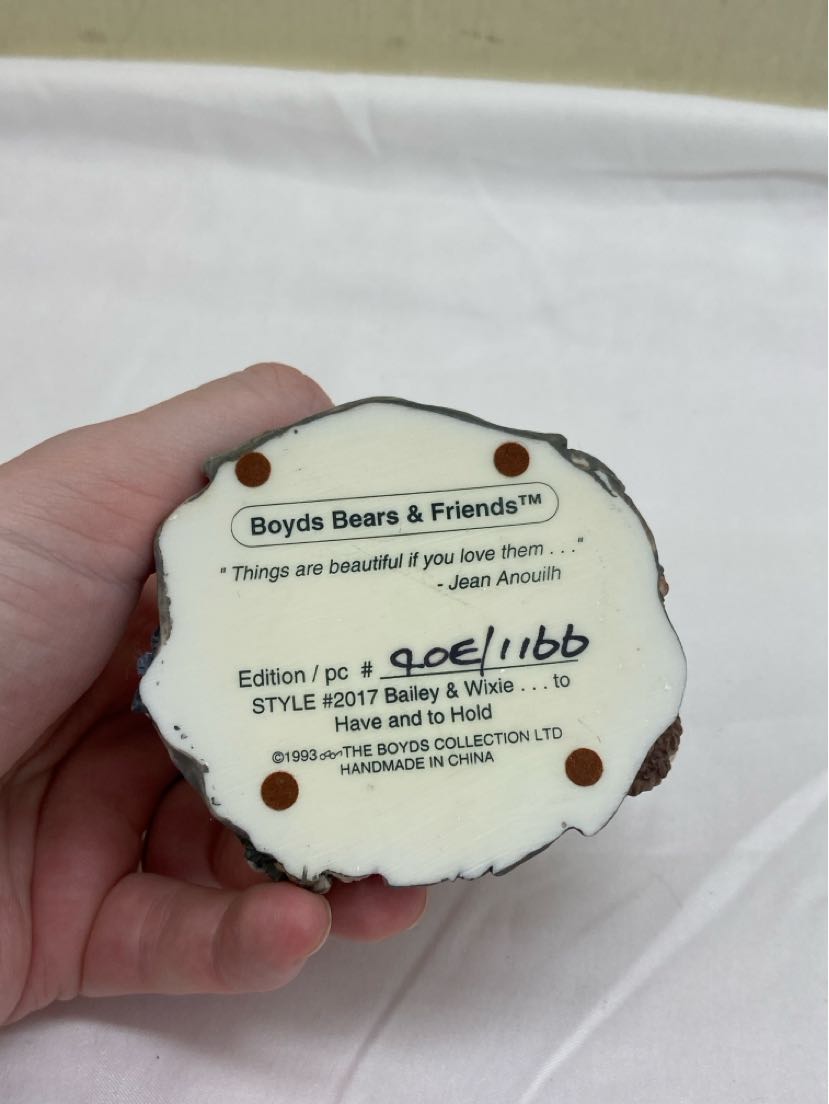 Boyds Bears & Friends™
" Things are beautiful if you love them . . ."
- Jean Anouilh
Edition / pc # 90E/1166
STYLE #2017 Bailey & Wixie . . . to
Have and to Hold
©1993 THE BOYDS COLLECTION LTD
HANDMADE IN CHINA